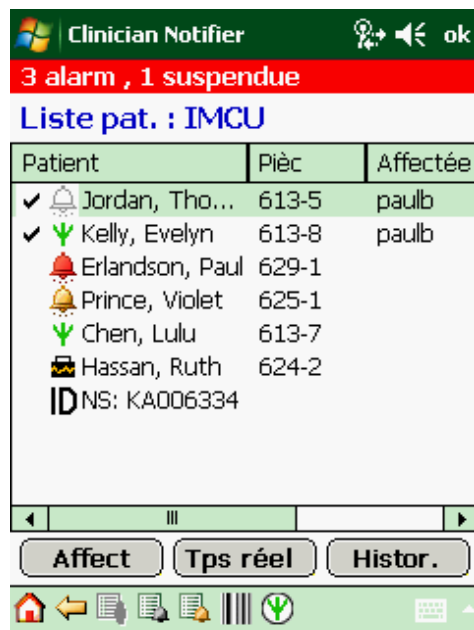 Clinician Notifier ok
3 alarm , 1 suspendue
Liste pat. : IMCU
Patient Pièc Affectée
Jordan, Tho... 613-5 paulb
Kelly, Evelyn 613-8 paulb
Erlandson, Paul 629-1
Prince, Violet 625-1
Chen, Lulu 613-7
Hassan, Ruth 624-2
ID NS: KA006334
Affect Tps réel Histor.